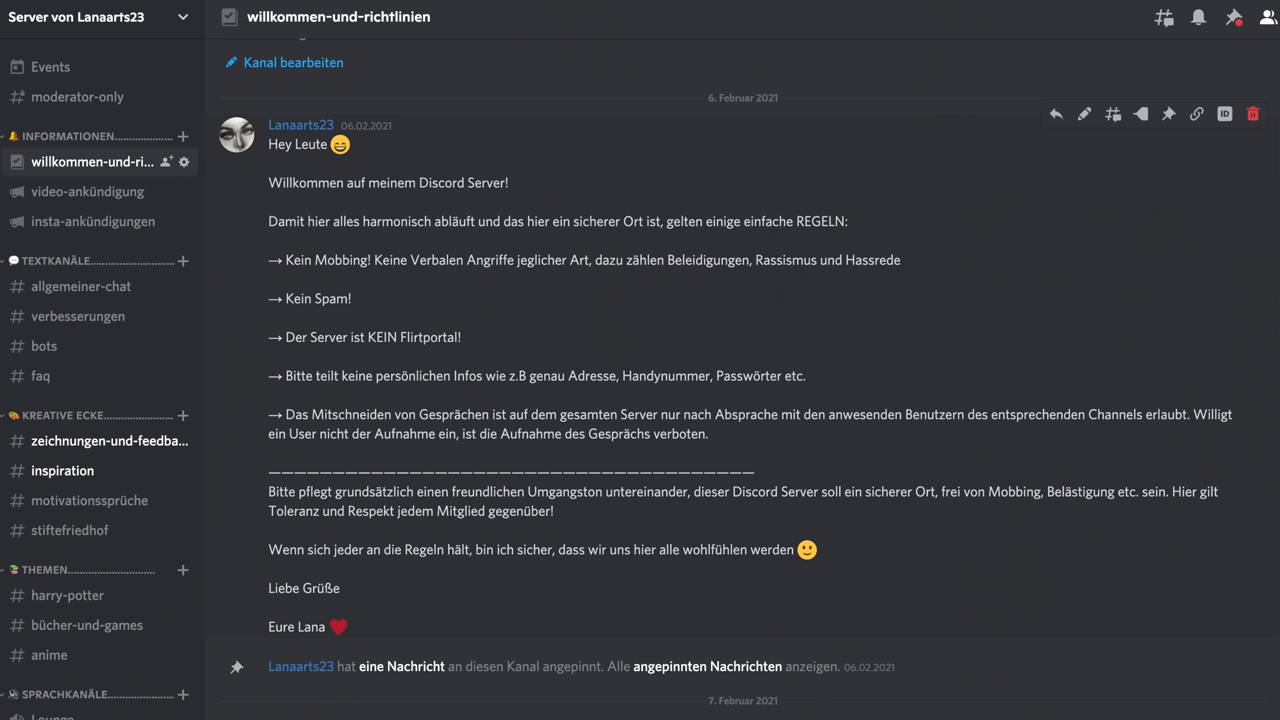 Server von Lanaarts23
willkommen-und-richtlinien
Events
moderator-only
INFORMATIONEN
willkommen-und-ri...
video-ankündigung
insta-ankündigungen
TEXTKANÄLE
allgemeiner-chat
verbesserungen
bots
faq
KREATIVE ECKE
zeichnungen-und-feedba...
inspiration
motivationssprüche
stiftefriedhof
THEMEN
harry-potter
bücher-und-games
anime
SPRACHKANÄLE
Lounge
Kanal bearbeiten
6. Februar 2021
Lanaarts23 06.02.2021
ID
Hey Leute 😄
Willkommen auf meinem Discord Server!
Damit hier alles harmonisch abläuft und das hier ein sicherer Ort ist, gelten einige einfache REGELN:
→ Kein Mobbing! Keine Verbalen Angriffe jeglicher Art, dazu zählen Beleidigungen, Rassismus und Hassrede
→ Kein Spam!
→ Der Server ist KEIN Flirtportal!
→ Bitte teilt keine persönlichen Infos wie z.B genau Adresse, Handynummer, Passwörter etc.
→ Das Mitschneiden von Gesprächen ist auf dem gesamten Server nur nach Absprache mit den anwesenden Benutzern des entsprechenden Channels erlaubt. Willigt
ein User nicht der Aufnahme ein, ist die Aufnahme des Gesprächs verboten.
Bitte pflegt grundsätzlich einen freundlichen Umgangston untereinander, dieser Discord Server soll ein sicherer Ort, frei von Mobbing, Belästigung etc. sein. Hier gilt
Toleranz und Respekt jedem Mitglied gegenüber!
Wenn sich jeder an die Regeln hält, bin ich sicher, dass wir uns hier alle wohlfühlen werden 🙂
Liebe Grüße
Eure Lana ♥
Lanaarts23 hat eine Nachricht an diesen Kanal angepinnt. Alle angepinnten Nachrichten anzeigen. 06.02.2021
7. Februar 2021